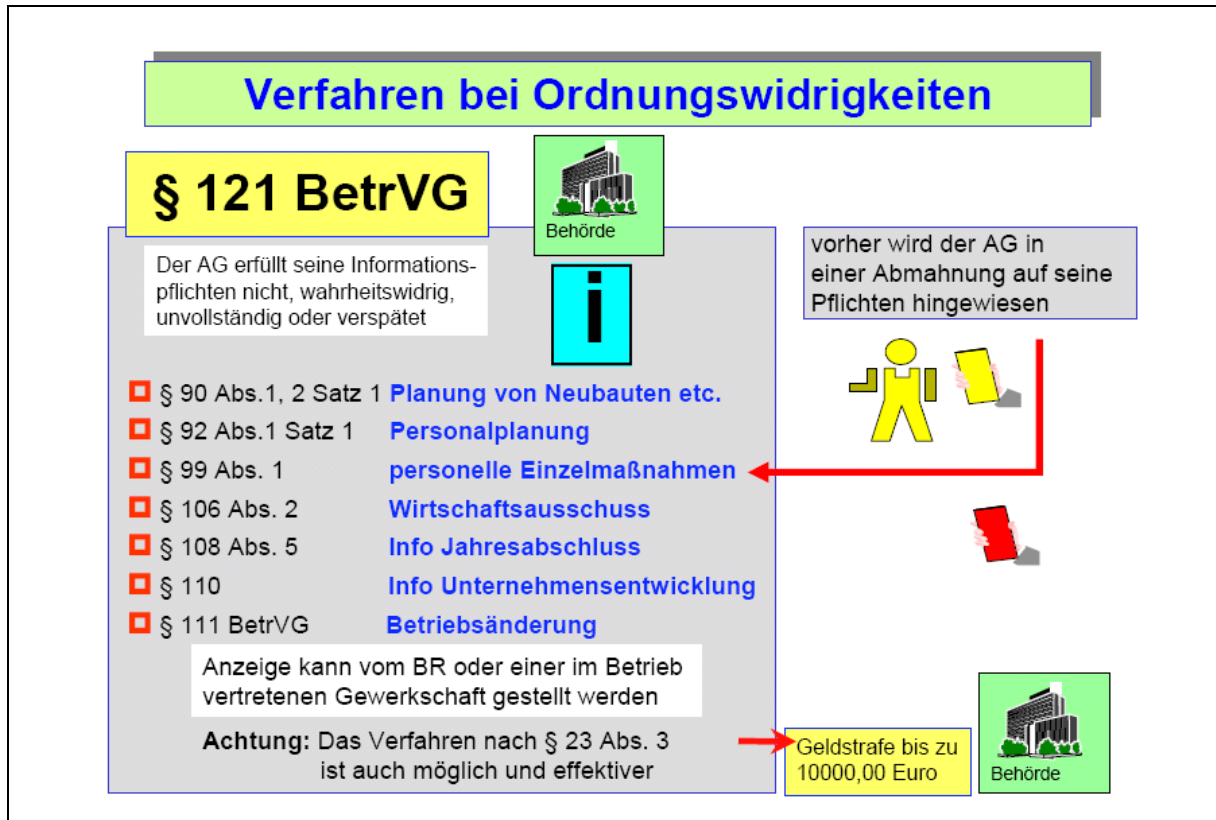 Verfahren bei Ordnungswidrigkeiten
§ 121 BetrVG
Behörde
Der AG erfüllt seine Informations-
pflichten nicht, wahrheitswidrig,
unvollständig oder verspätet
i
vorher wird der AG in
einer Abmahnung auf seine
Pflichten hingewiesen
§ 90 Abs.1, 2 Satz 1 Planung von Neubauten etc.
§ 92 Abs.1 Satz 1 Personalplanung
§ 99 Abs. 1 personelle Einzelmaßnahmen
§ 106 Abs. 2 Wirtschaftsausschuss
§ 108 Abs. 5 Info Jahresabschluss
§ 110 Info Unternehmensentwicklung
§ 111 BetrVG Betriebsänderung
Anzeige kann vom BR oder einer im Betrieb
vertretenen Gewerkschaft gestellt werden
Achtung: Das Verfahren nach § 23 Abs. 3
ist auch möglich und effektiver
Geldstrafe bis zu
10000,00 Euro
Behörde